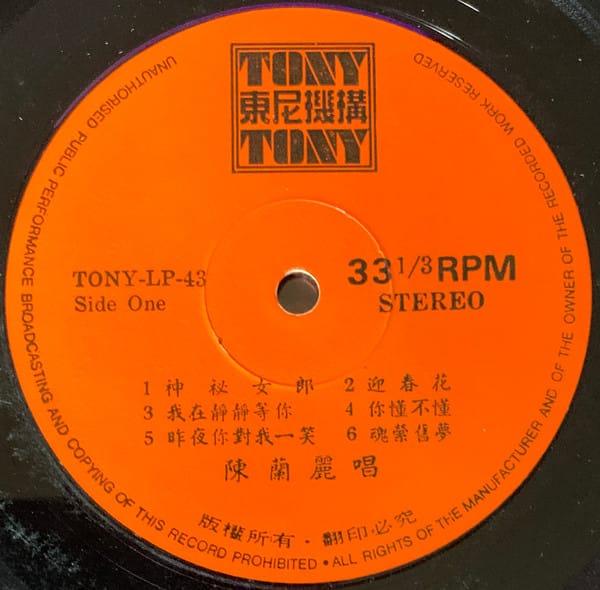 TONY
東尼機構
TONY
TONY-LP-43
Side One
33 1/3 RPM
STEREO
1 神祕女郎 2 迎春花
3 我在靜靜等你 4 你懂不懂
5 昨夜你對我一笑 6 魂縈舊夢
陳蘭麗唱
版權所有・翻印必究
UNAUTHORISED PUBLIC PERFORMANCE BROADCASTING AND COPYING OF THIS RECORD PROHIBITED • ALL RIGHTS OF THE MANUFACTURER AND OF THE OWNER OF THE RECORDED WORK RESERVED